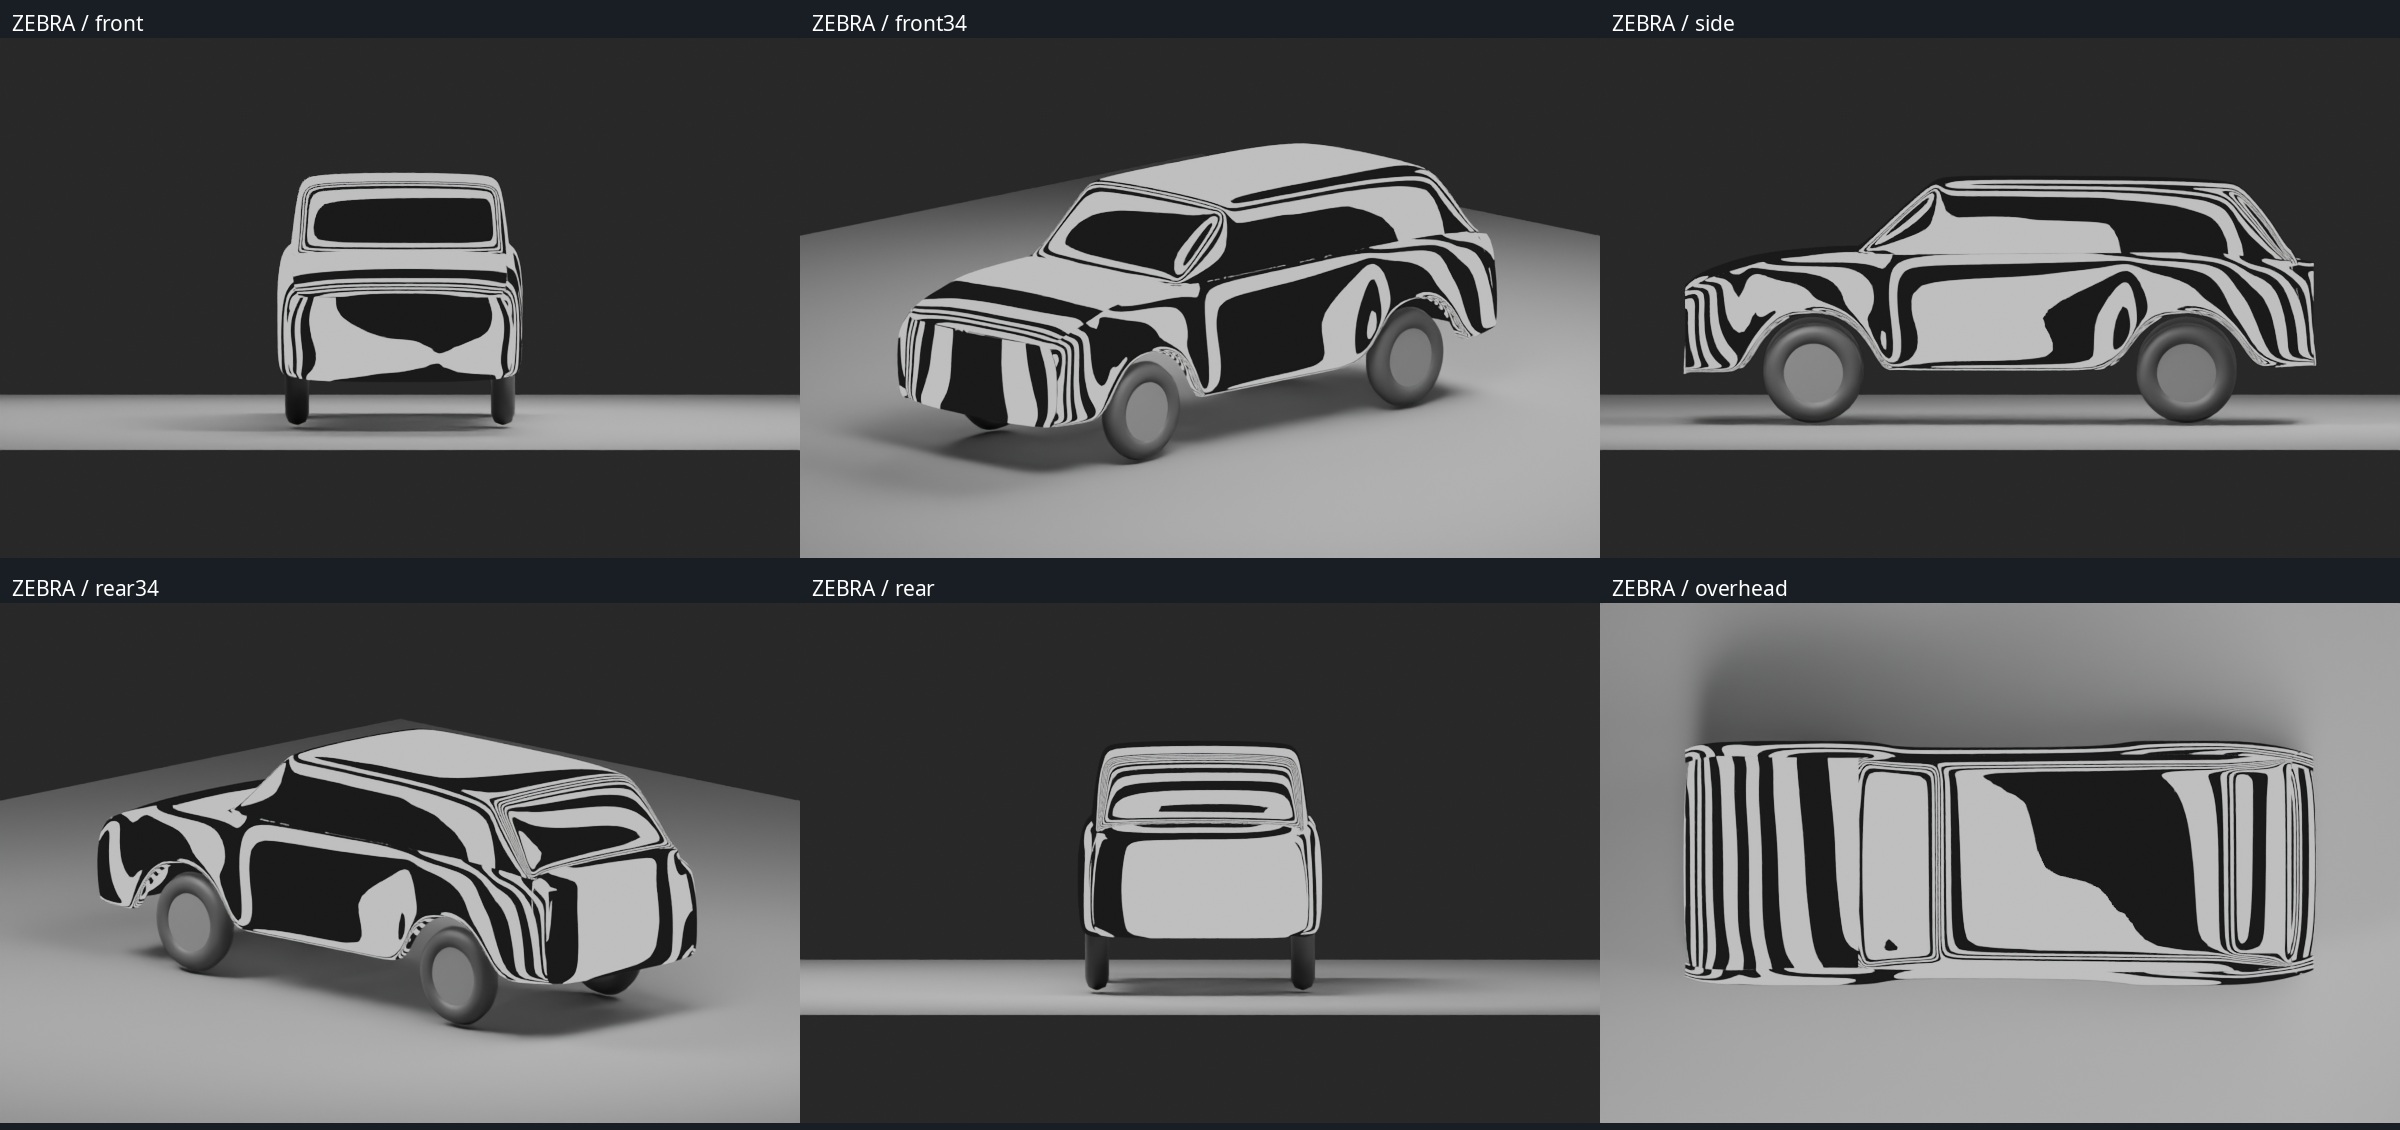 ZEBRA / front
ZEBRA / front34
ZEBRA / side
ZEBRA / rear34
ZEBRA / rear
ZEBRA / overhead